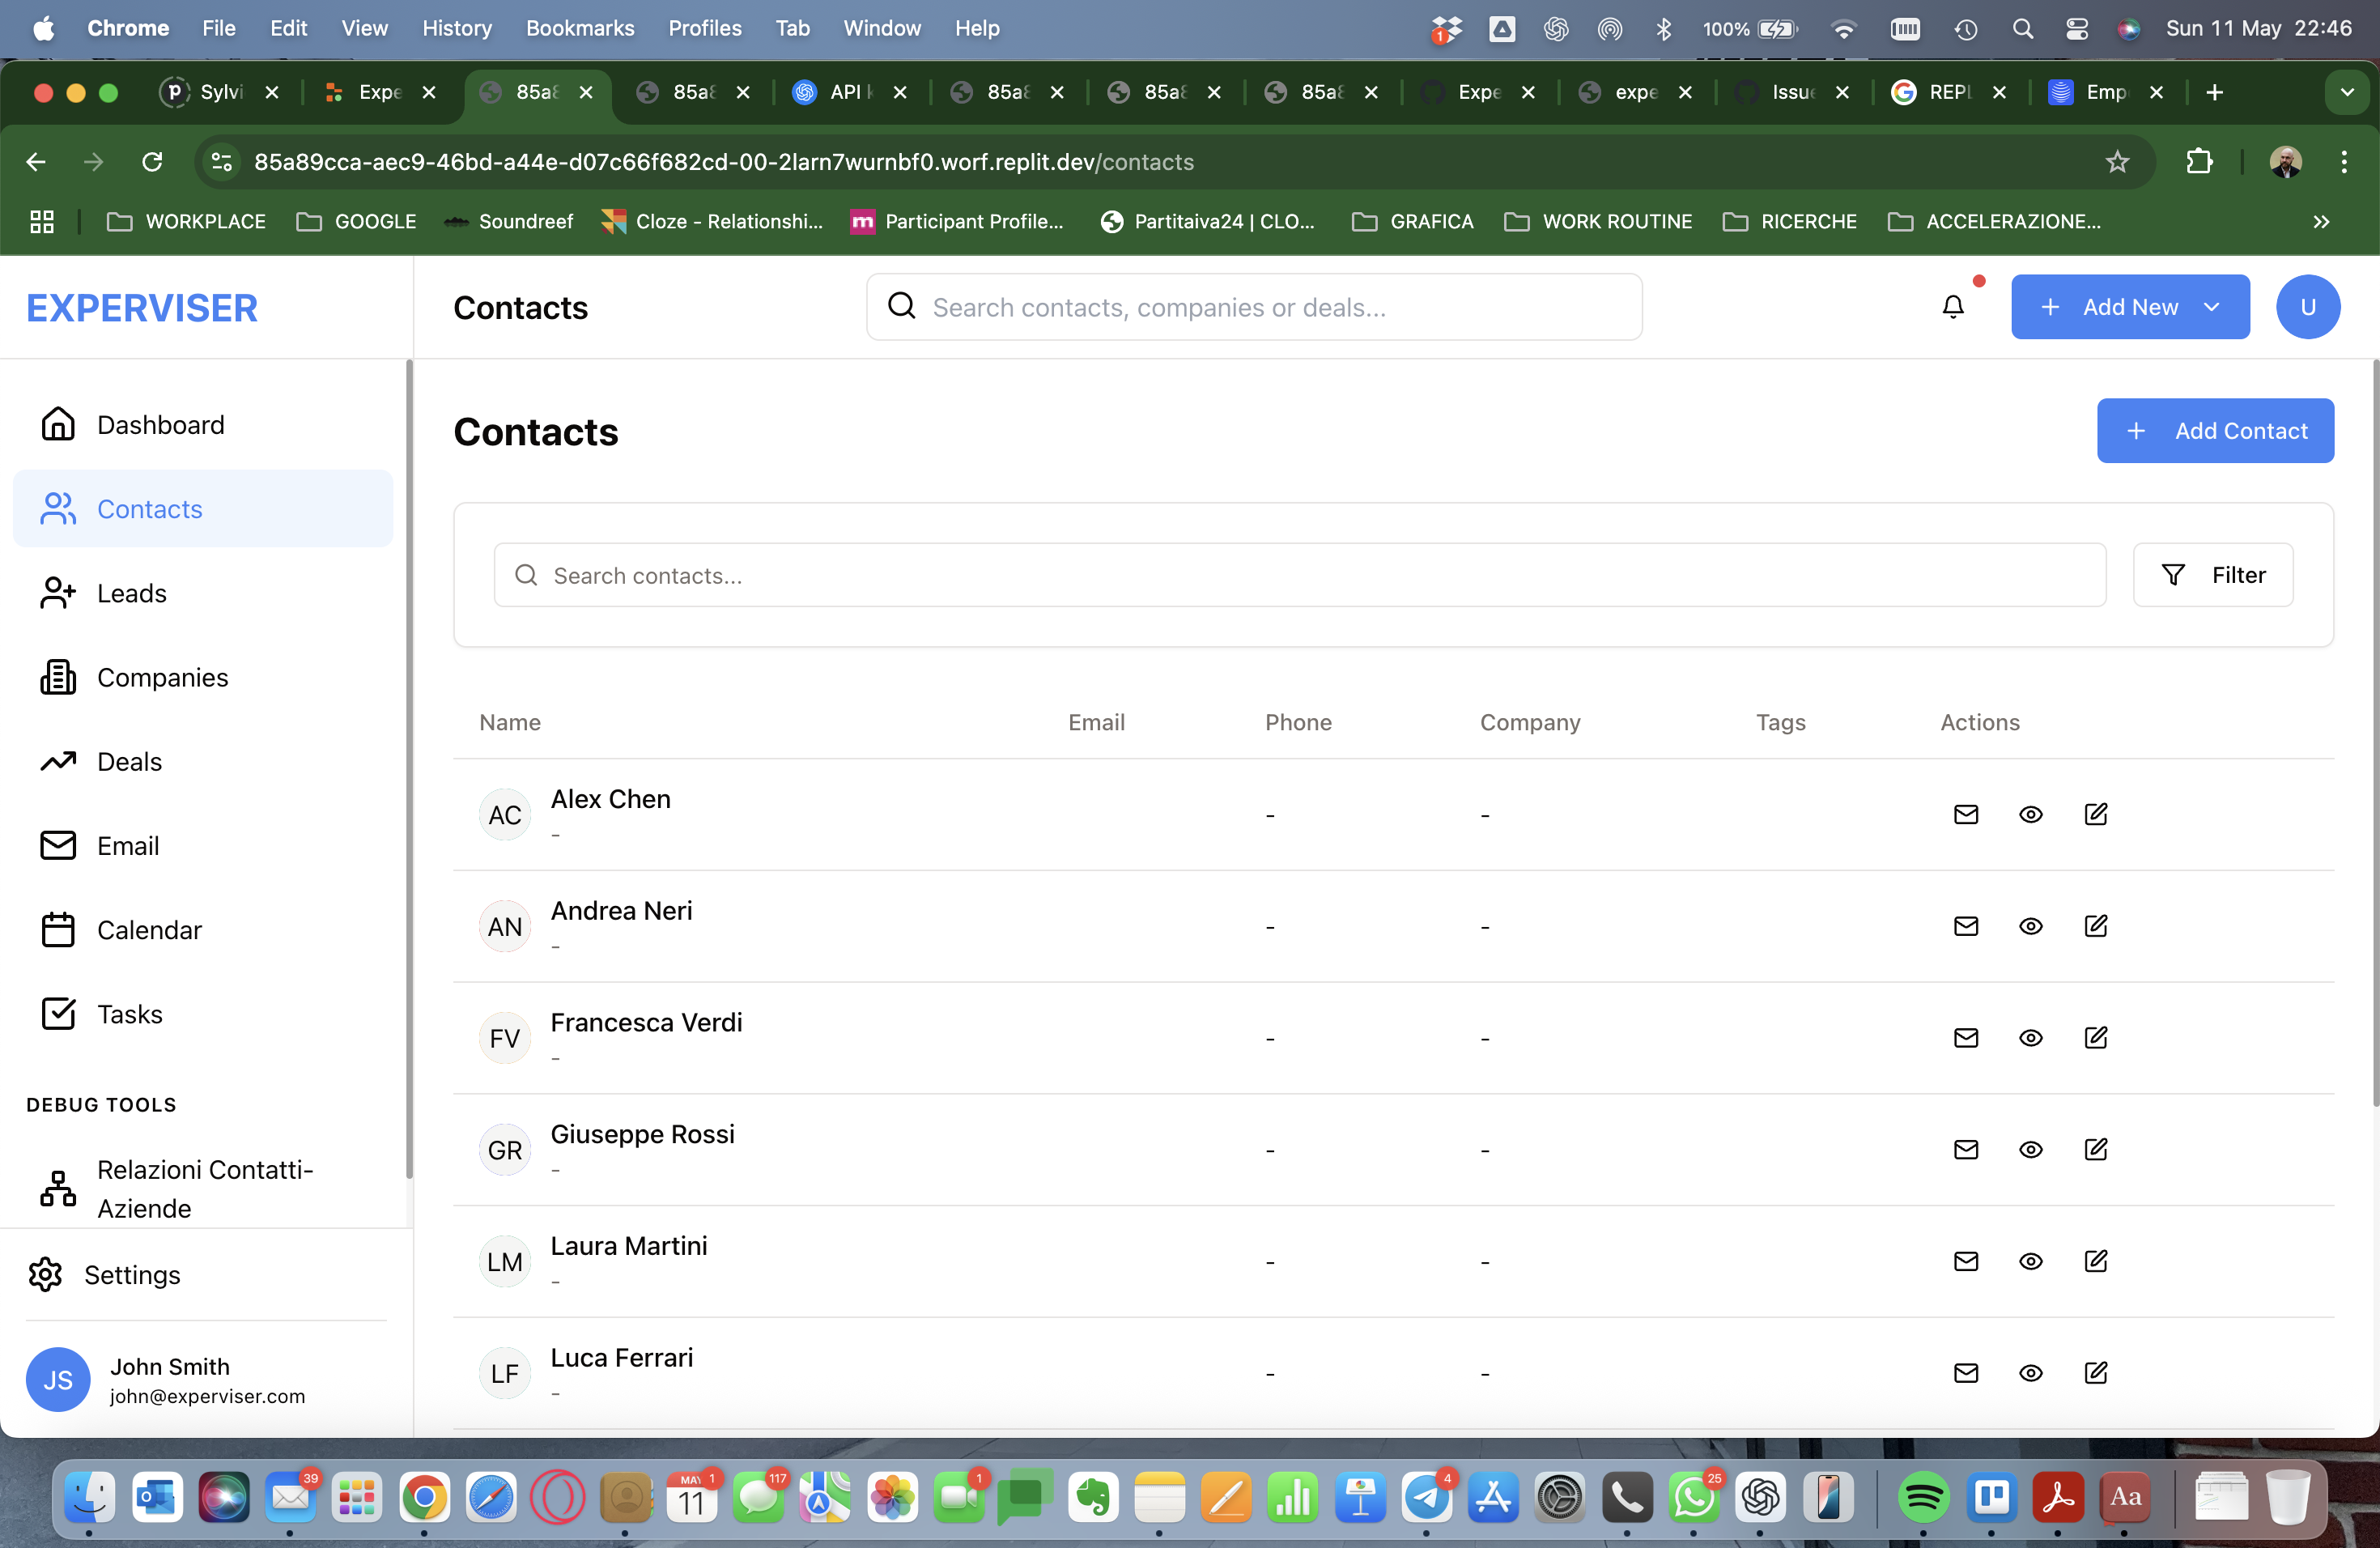 Chrome File Edit View History Bookmarks Profiles Tab Window Help 1 100% Sun 11 May 22:46
Sylvi Expe 85a8 85a8 API k 85a8 85a8 85a8 Expe expe Issue REPL Emp
85a89cca-aec9-46bd-a44e-d07c66f682cd-00-2larn7wurnbf0.worf.replit.dev/contacts
WORKPLACE GOOGLE Soundreef Cloze - Relationshi... Participant Profile... Partitaiva24 | CLO... GRAFICA WORK ROUTINE RICERCHE ACCELERAZIONE...
EXPERVISER
Contacts
Search contacts, companies or deals...
Add New
U
Dashboard
Contacts
Leads
Companies
Deals
Email
Calendar
Tasks
DEBUG TOOLS
Relazioni Contatti-
Aziende
Settings
JS
John Smith
john@experviser.com
Contacts
Add Contact
Search contacts...
Filter
Name Email Phone Company Tags Actions
AC Alex Chen
-
- -
AN Andrea Neri
-
- -
FV Francesca Verdi
-
- -
GR Giuseppe Rossi
-
- -
LM Laura Martini
-
- -
LF Luca Ferrari
-
- -
39 MAY 1 11 117 1 4 25 Aa